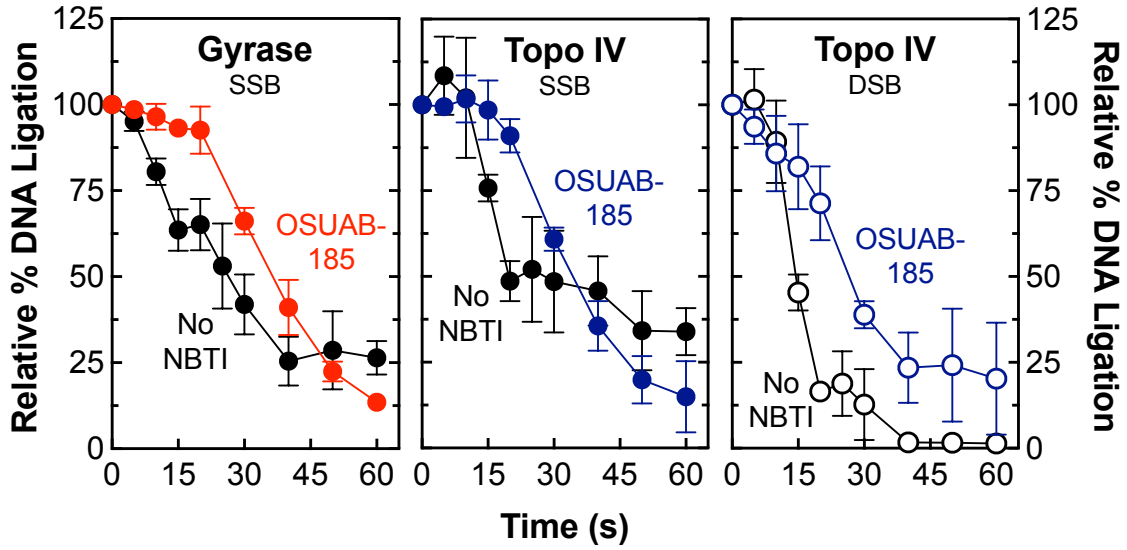 Relative % DNA Ligation
125
100
75
50
25
0
Gyrase
SSB
OSUAB-
185
No
NBTI
0
15
30
45
60
Topo IV
SSB
OSUAB-
185
No
NBTI
0
15
30
45
60
Topo IV
DSB
OSUAB-
185
No
NBTI
0
15
30
45
60
125
100
75
50
25
0
Relative % DNA Ligation
Time (s)